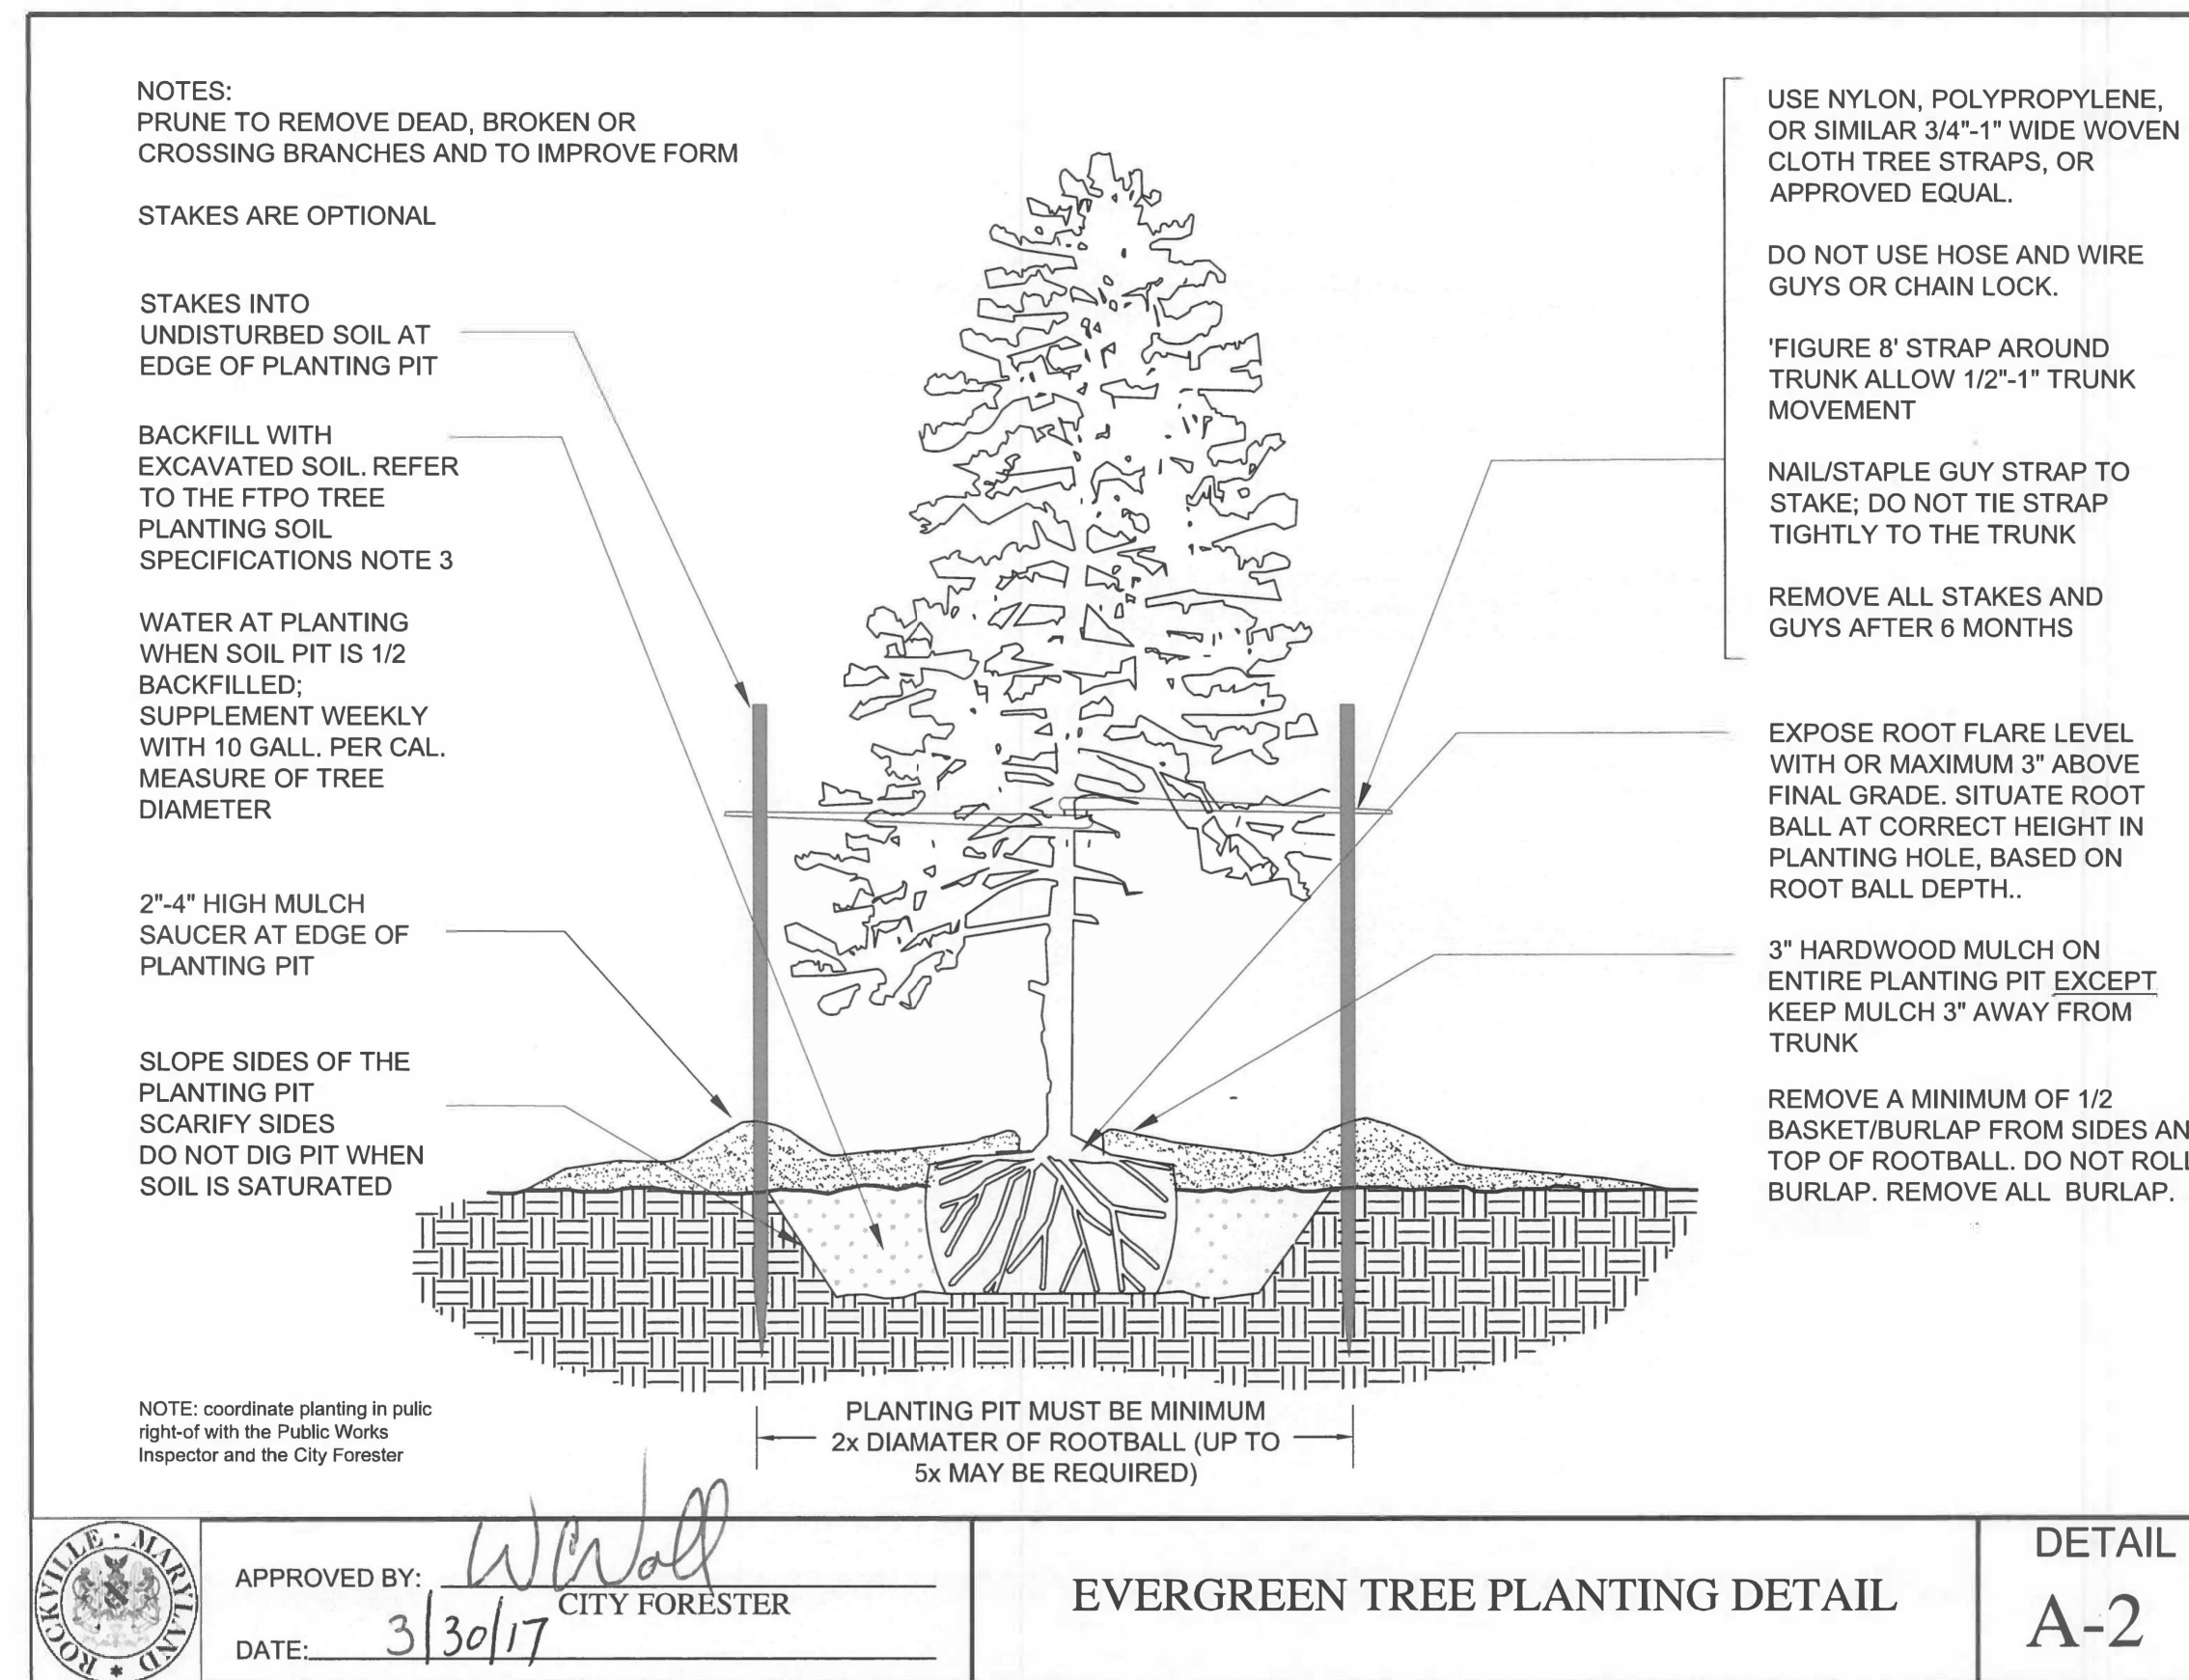 NOTES:
PRUNE TO REMOVE DEAD, BROKEN OR
CROSSING BRANCHES AND TO IMPROVE FORM
STAKES ARE OPTIONAL
STAKES INTO
UNDISTURBED SOIL AT
EDGE OF PLANTING PIT
BACKFILL WITH
EXCAVATED SOIL. REFER
TO THE FTPO TREE
PLANTING SOIL
SPECIFICATIONS NOTE 3
WATER AT PLANTING
WHEN SOIL PIT IS 1/2
BACKFILLED;
SUPPLEMENT WEEKLY
WITH 10 GALL. PER CAL.
MEASURE OF TREE
DIAMETER
2"-4" HIGH MULCH
SAUCER AT EDGE OF
PLANTING PIT
SLOPE SIDES OF THE
PLANTING PIT
SCARIFY SIDES
DO NOT DIG PIT WHEN
SOIL IS SATURATED
NOTE: coordinate planting in pulic
right-of with the Public Works
Inspector and the City Forester
USE NYLON, POLYPROPYLENE,
OR SIMILAR 3/4"-1" WIDE WOVEN
CLOTH TREE STRAPS, OR
APPROVED EQUAL.
DO NOT USE HOSE AND WIRE
GUYS OR CHAIN LOCK.
'FIGURE 8' STRAP AROUND
TRUNK ALLOW 1/2"-1" TRUNK
MOVEMENT
NAIL/STAPLE GUY STRAP TO
STAKE; DO NOT TIE STRAP
TIGHTLY TO THE TRUNK
REMOVE ALL STAKES AND
GUYS AFTER 6 MONTHS
EXPOSE ROOT FLARE LEVEL
WITH OR MAXIMUM 3" ABOVE
FINAL GRADE. SITUATE ROOT
BALL AT CORRECT HEIGHT IN
PLANTING HOLE, BASED ON
ROOT BALL DEPTH..
3" HARDWOOD MULCH ON
ENTIRE PLANTING PIT EXCEPT
KEEP MULCH 3" AWAY FROM
TRUNK
REMOVE A MINIMUM OF 1/2
BASKET/BURLAP FROM SIDES AN
TOP OF ROOTBALL. DO NOT ROLL
BURLAP. REMOVE ALL BURLAP.
PLANTING PIT MUST BE MINIMUM
2x DIAMATER OF ROOTBALL (UP TO
5x MAY BE REQUIRED)
ROCKVILLE · MARYLAND
APPROVED BY: WCWall
CITY FORESTER
DATE: 3/30/17
EVERGREEN TREE PLANTING DETAIL
DETAIL
A-2